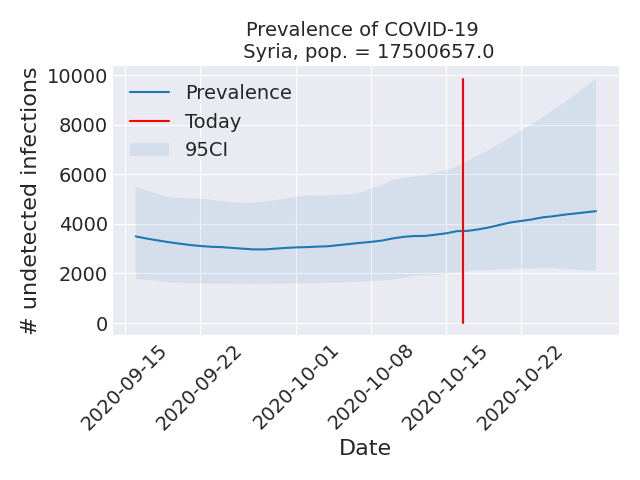 Prevalence of COVID-19
Syria, pop. = 17500657.0
# undetected infections
10000
8000
6000
4000
2000
0
Prevalence
Today
95CI
2020-09-15
2020-09-22
2020-10-01
2020-10-08
2020-10-15
2020-10-22
Date